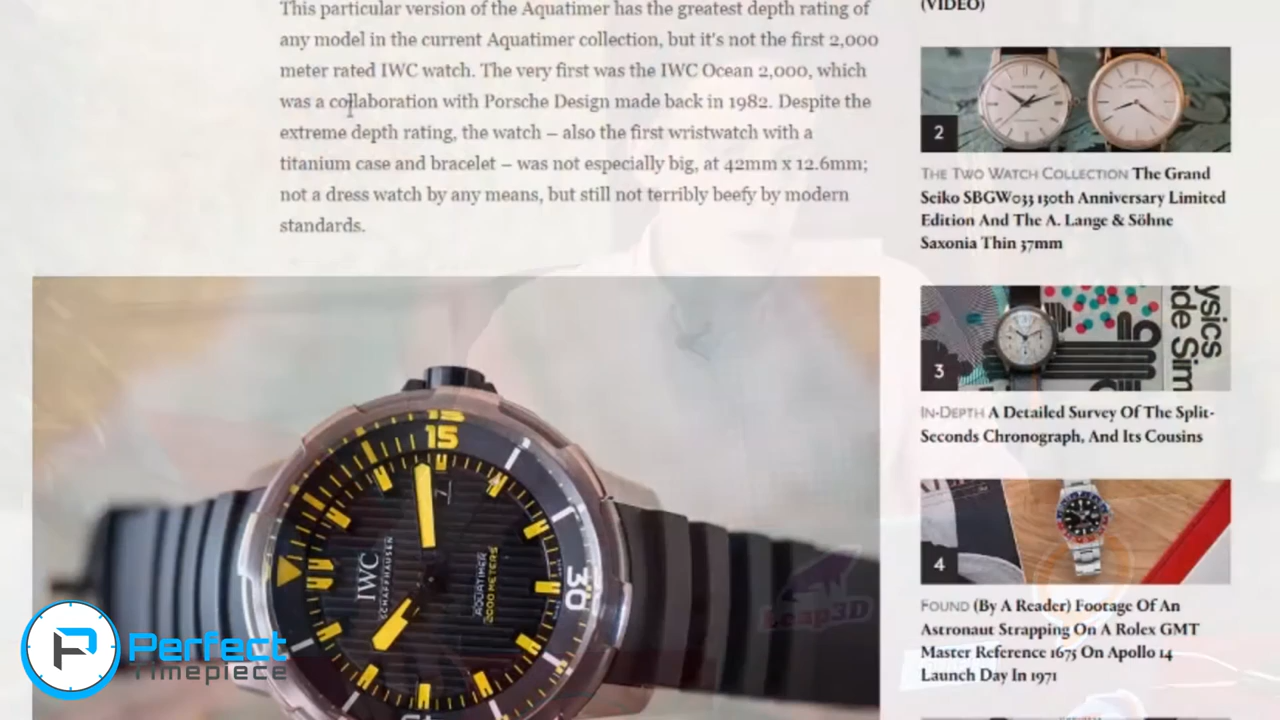 This particular version of the Aquatimer has the greatest depth rating of
any model in the current Aquatimer collection, but it's not the first 2,000
meter rated IWC watch. The very first was the IWC Ocean 2,000, which
was a collaboration with Porsche Design made back in 1982. Despite the
extreme depth rating, the watch – also the first wristwatch with a
titanium case and bracelet – was not especially big, at 42mm x 12.6mm;
not a dress watch by any means, but still not terribly beefy by modern
standards.
15
15
7
IWC
SCHAFFHAUSEN
AQUATIMER
2000 METERS
30
Leap3D
Perfect
Timepiece
(VIDEO)
2
The Two Watch Collection The Grand
Seiko SBGW033 130th Anniversary Limited
Edition And The A. Lange & Söhne
Saxonia Thin 37mm
3
ysics
de Sim
In-Depth A Detailed Survey Of The Split-
Seconds Chronograph, And Its Cousins
4
Found (By A Reader) Footage Of An
Astronaut Strapping On A Rolex GMT
Master Reference 1675 On Apollo 14
Launch Day In 1971